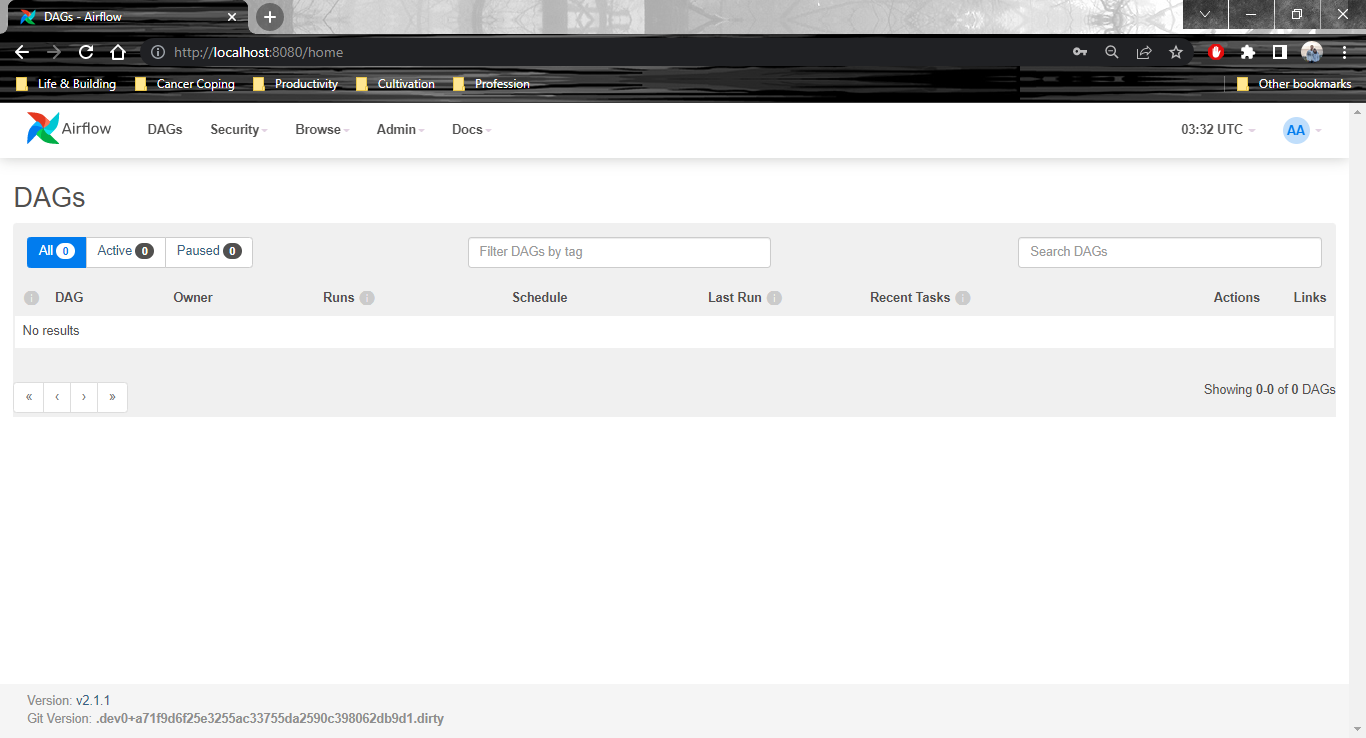 DAGs - Airflow
http://localhost:8080/home
Life & Building Cancer Coping Productivity Cultivation Profession Other bookmarks
Airflow DAGs Security Browse Admin Docs 03:32 UTC AA
DAGs
All 0 Active 0 Paused 0 Filter DAGs by tag Search DAGs
i DAG Owner Runs i Schedule Last Run i Recent Tasks i Actions Links
No results
« ‹ › » Showing 0-0 of 0 DAGs
Version: v2.1.1
Git Version: .dev0+a71f9d6f25e3255ac33755da2590c398062db9d1.dirty